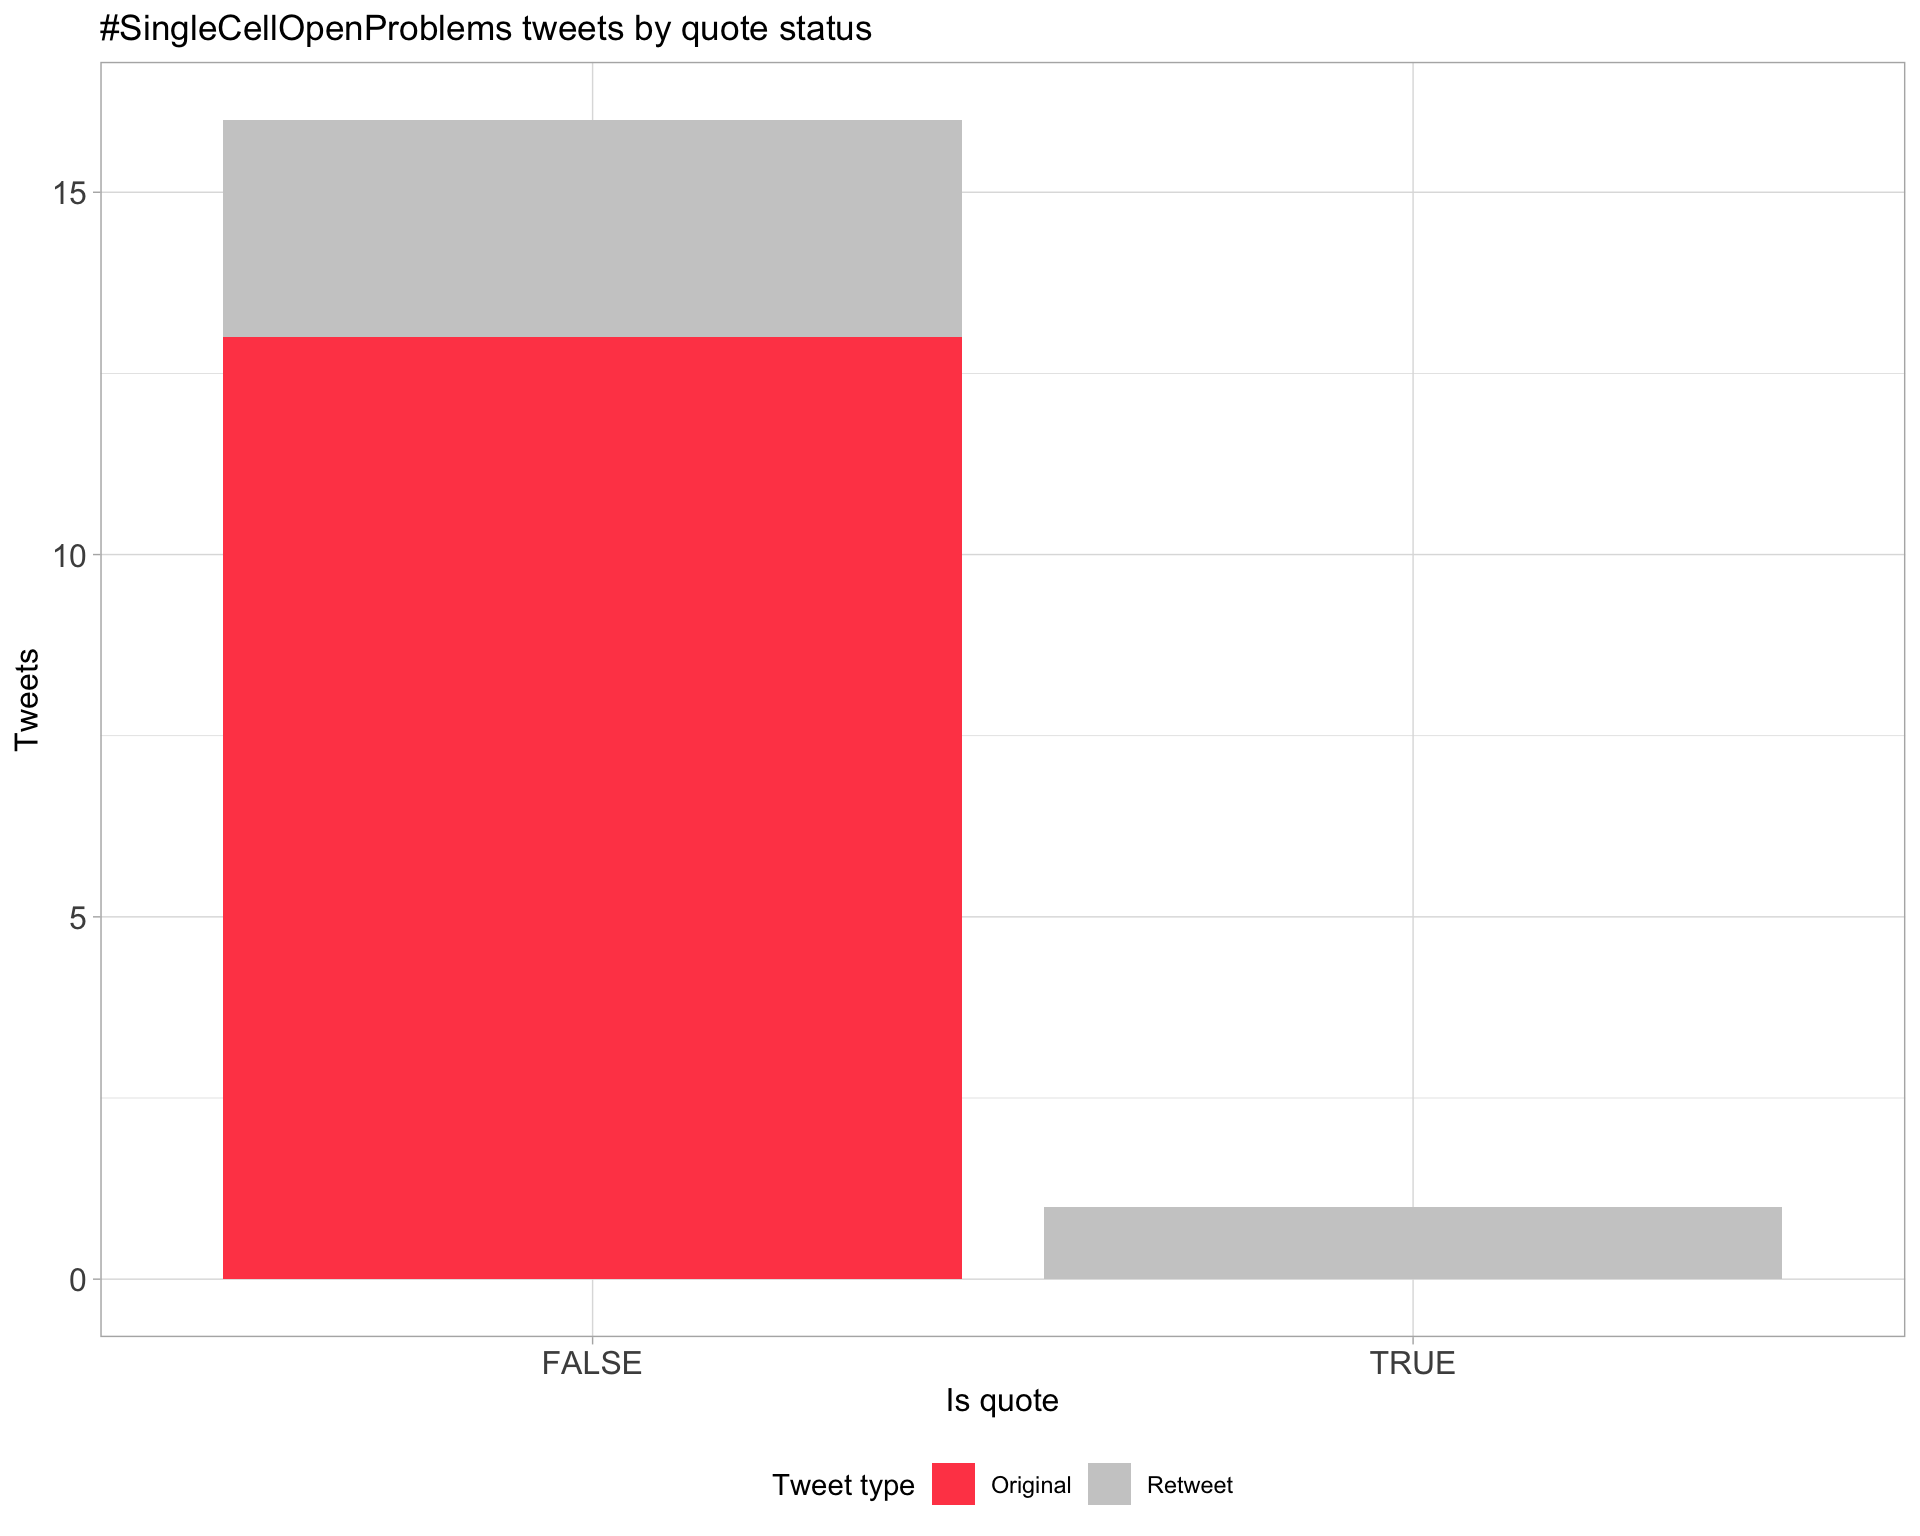 #SingleCellOpenProblems tweets by quote status
15
10
5
0
Tweets
FALSE
TRUE
Is quote
Tweet type
Original
Retweet